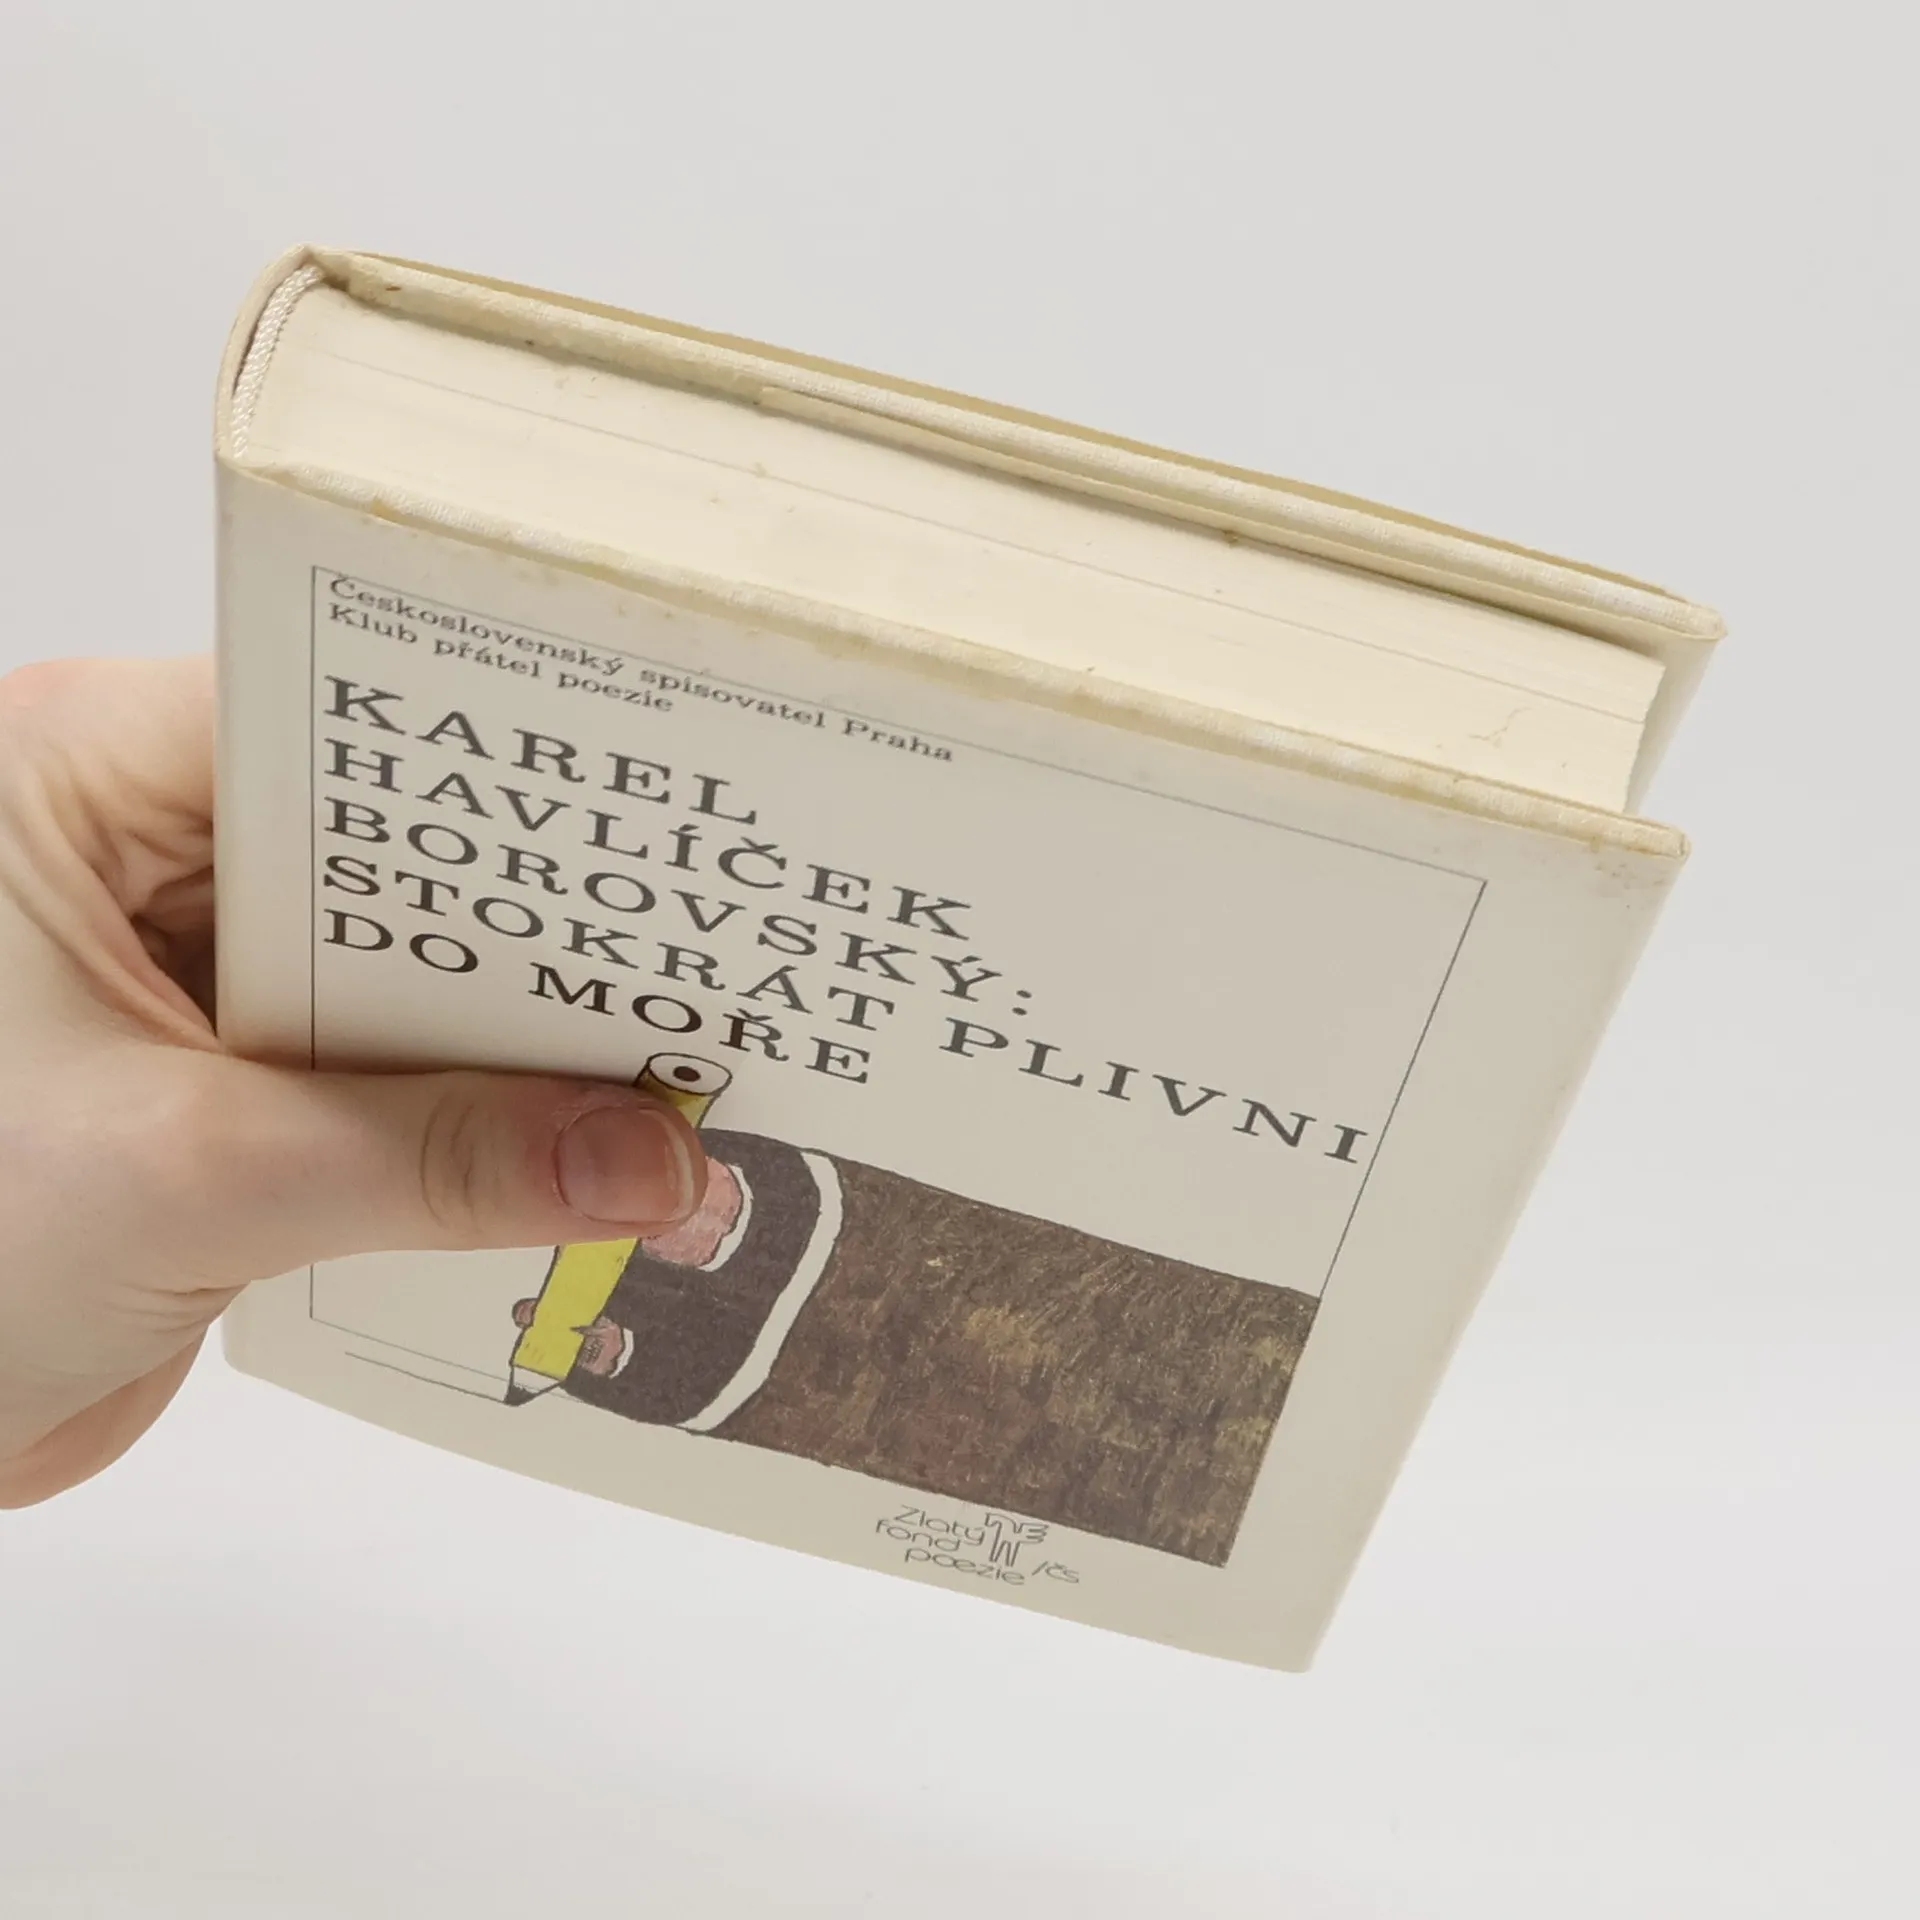 Československý spisovatel Praha
Klub přátel poezie
KAREL
HAVLÍČEK
BOROVSKÝ:
STOKRÁT PLIVNI
DO MOŘE
Zlatý
fond
poezie /čs